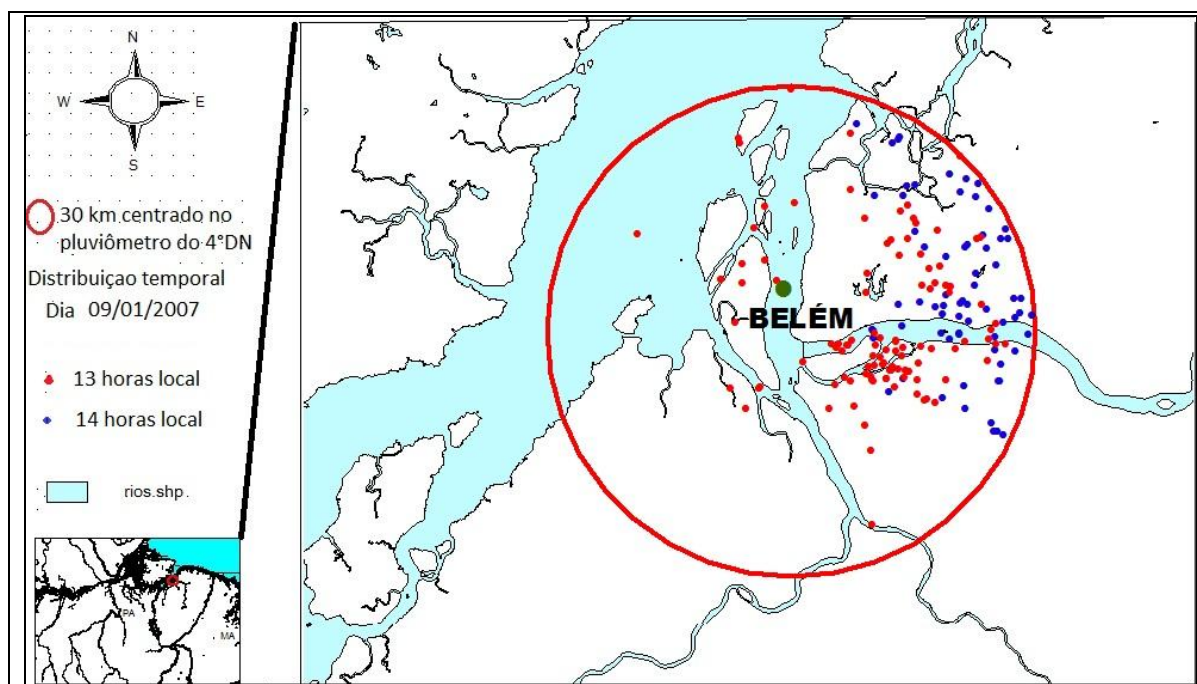 N
W E
S
30 km centrado no
pluviômetro do 4°DN
Distribuiçao temporal
Dia 09/01/2007
13 horas local
14 horas local
rios.shp
PA
MA
BELÉM